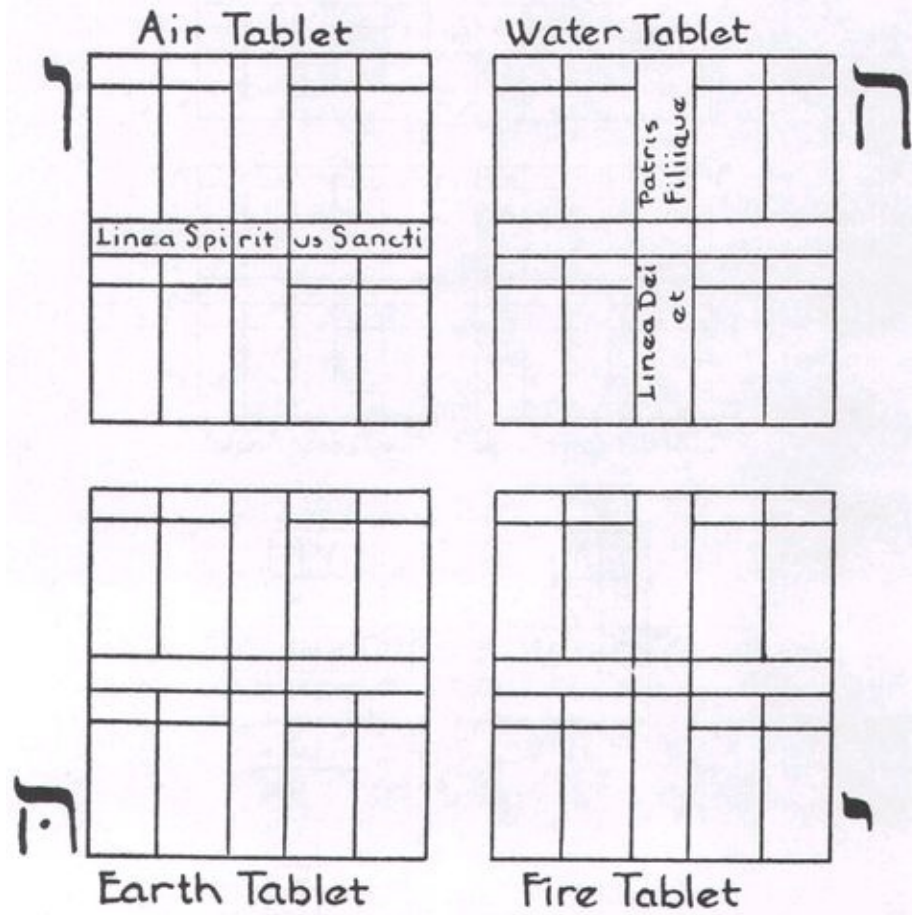 Air Tablet
Water Tablet
ו
ה
Linea Spiritus Sancti
Linea Dei Patris
et Filiique
הּ
י
Earth Tablet
Fire Tablet